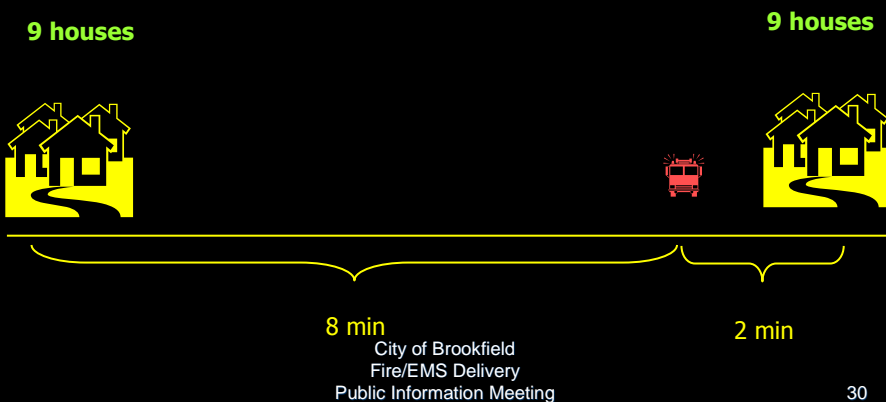 9 houses
9 houses
8 min
2 min
City of Brookfield
Fire/EMS Delivery
Public Information Meeting
30